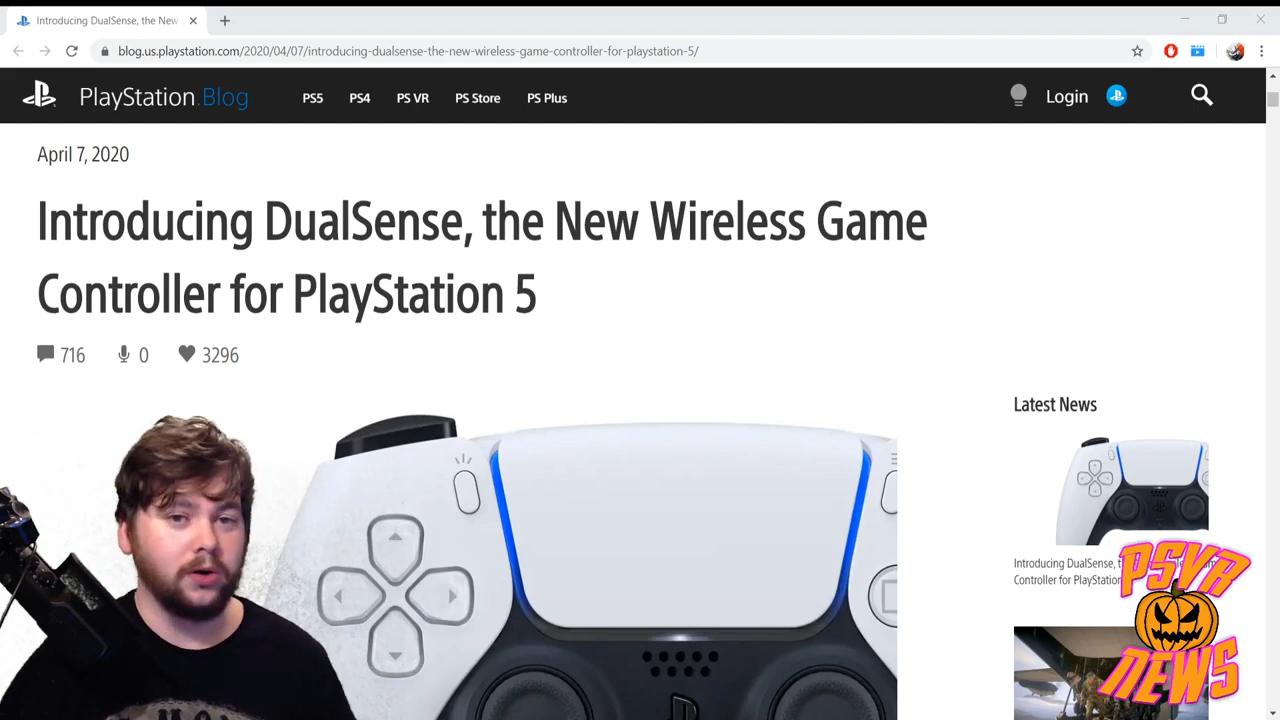 Introducing DualSense, the New
blog.us.playstation.com/2020/04/07/introducing-dualsense-the-new-wireless-game-controller-for-playstation-5/
PlayStation.Blog PS5 PS4 PS VR PS Store PS Plus Login
April 7, 2020
Introducing DualSense, the New Wireless Game
Controller for PlayStation 5
716 0 3296
Latest News
Introducing DualSense, t
Controller for PlayStation
PSVR
NEWS